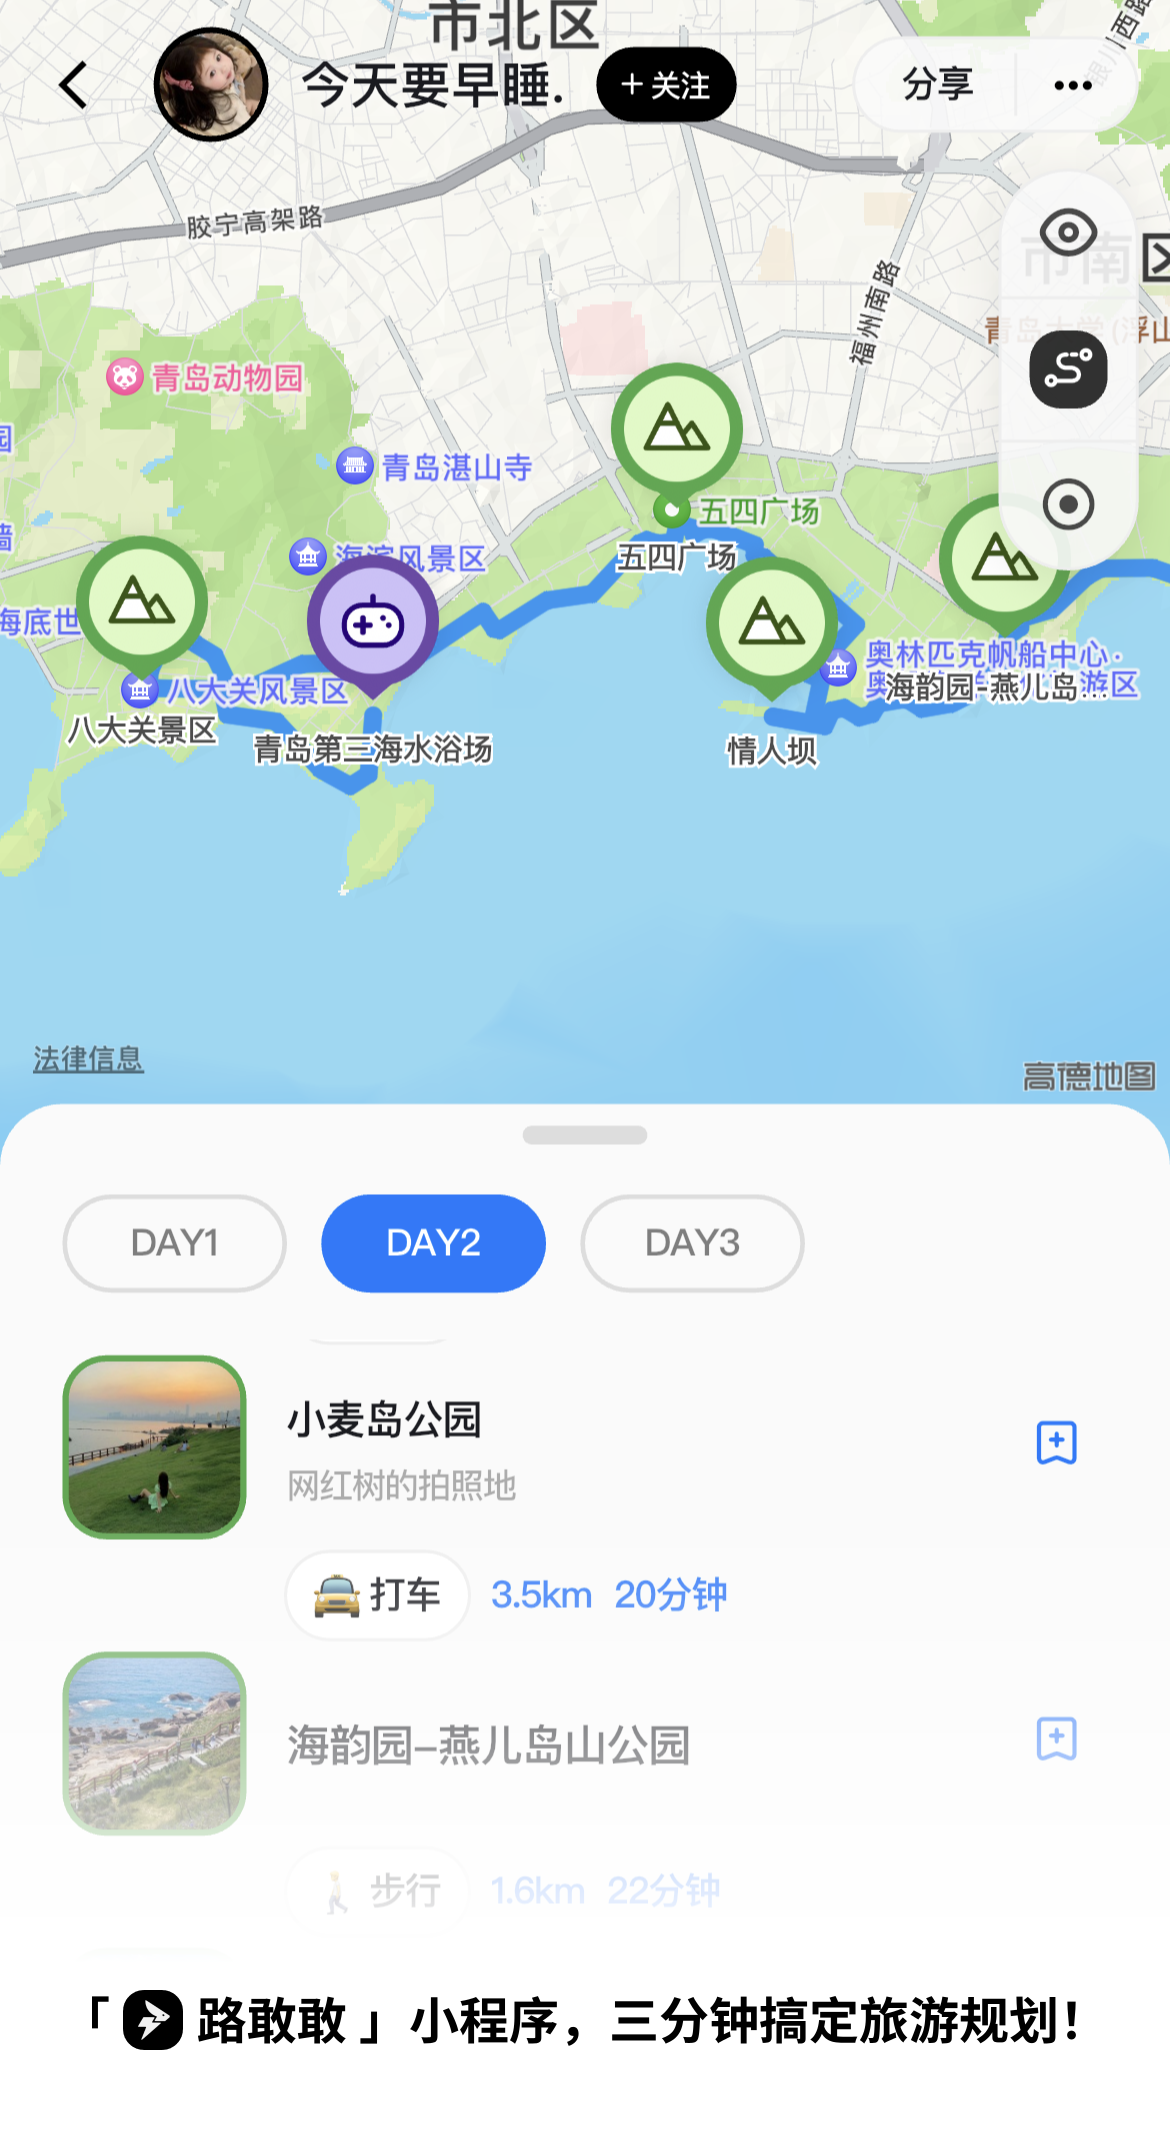 市北区
今天要早睡.
+ 关注
分享
胶宁高架路
福州南路
青岛动物园
青岛湛山寺
五四广场
五四广场
海滨风景区
海底世
八大关风景区
八大关景区
青岛第三海水浴场
奥林匹克帆船中心·
海韵园-燕儿岛...
游区
情人坝
法律信息
高德地图
DAY1
DAY2
DAY3
小麦岛公园
网红树的拍照地
打车 3.5km 20分钟
海韵园–燕儿岛山公园
步行 1.6km 22分钟
「 路敢敢 」小程序，三分钟搞定旅游规划！